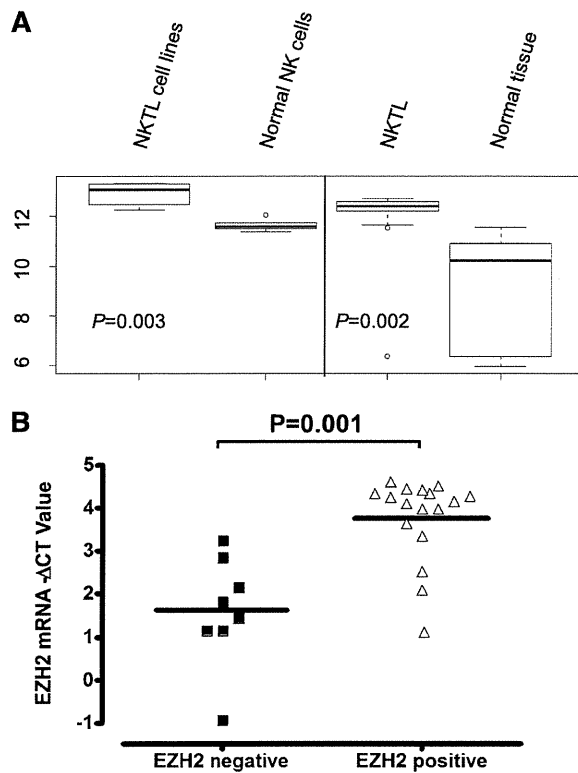 A
NKTL cell lines
Normal NK cells
NKTL
Normal tissue
12
10
8
6
P=0.003
P=0.002
B
P=0.001
EZH2 mRNA -ΔCT Value
5
4
3
2
1
0
-1
EZH2 negative
EZH2 positive